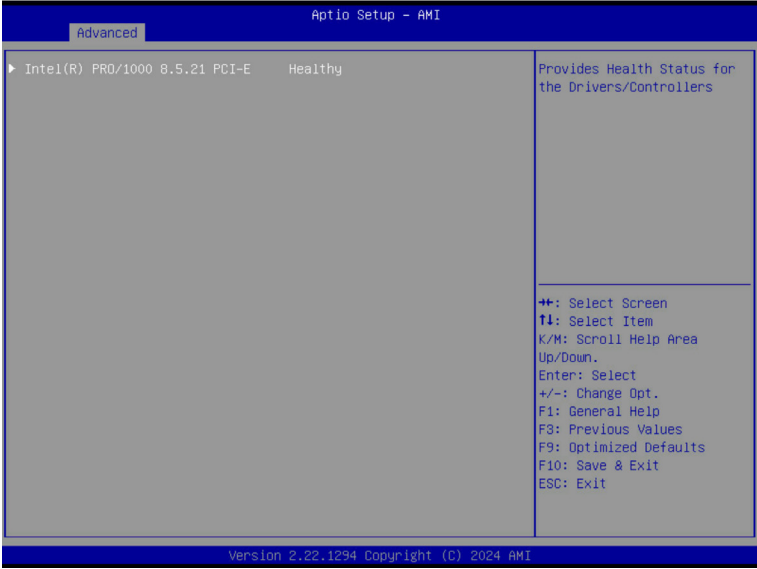 Aptio Setup – AMI
Advanced
Intel(R) PRO/1000 8.5.21 PCI-E Healthy
Provides Health Status for
the Drivers/Controllers
→←: Select Screen
↑↓: Select Item
K/M: Scroll Help Area
Up/Down.
Enter: Select
+/-: Change Opt.
F1: General Help
F3: Previous Values
F9: Optimized Defaults
F10: Save & Exit
ESC: Exit
Version 2.22.1294 Copyright (C) 2024 AMI